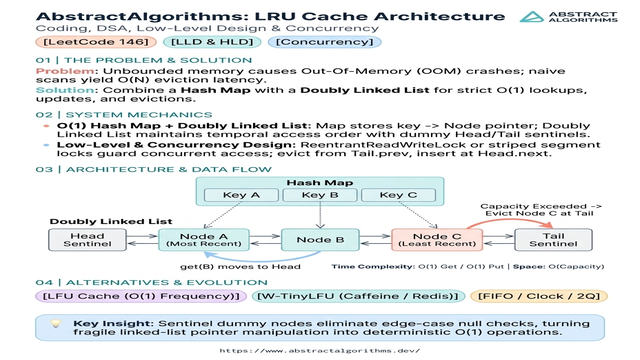 AbstractAlgorithms: LRU Cache Architecture
ABSTRACT
ALGORITHMS
Coding, DSA, Low-Level Design & Concurrency
[LeetCode 146] [LLD & HLD] [Concurrency]
01 | THE PROBLEM & SOLUTION
Problem: Unbounded memory causes Out-Of-Memory (OOM) crashes; naive
scans yield O(N) eviction latency.
Solution: Combine a Hash Map with a Doubly Linked List for strict O(1) lookups,
updates, and evictions.
02 | SYSTEM MECHANICS
• O(1) Hash Map + Doubly Linked List: Map stores key -> Node pointer; Doubly
Linked List maintains temporal access order with dummy Head/Tail sentinels.
• Low-Level & Concurrency Design: ReentrantReadWriteLock or striped segment
locks guard concurrent access; evict from Tail.prev, insert at Head.next.
03 | ARCHITECTURE & DATA FLOW
Hash Map
Key A Key B Key C
Capacity Exceeded ->
Evict Node C at Tail
Doubly Linked List
Head
Sentinel
Node A
(Most Recent)
Node B
Node C
(Least Recent)
Tail
Sentinel
get(B) moves to Head
Time Complexity: O(1) Get / O(1) Put | Space: O(Capacity)
04 | ALTERNATIVES & EVOLUTION
[LFU Cache (O(1) Frequency)] [W-TinyLFU (Caffeine / Redis)] [FIFO / Clock / 2Q]
Key Insight: Sentinel dummy nodes eliminate edge-case null checks, turning
fragile linked-list pointer manipulation into deterministic O(1) operations.
https://www.abstractalgorithms.dev/